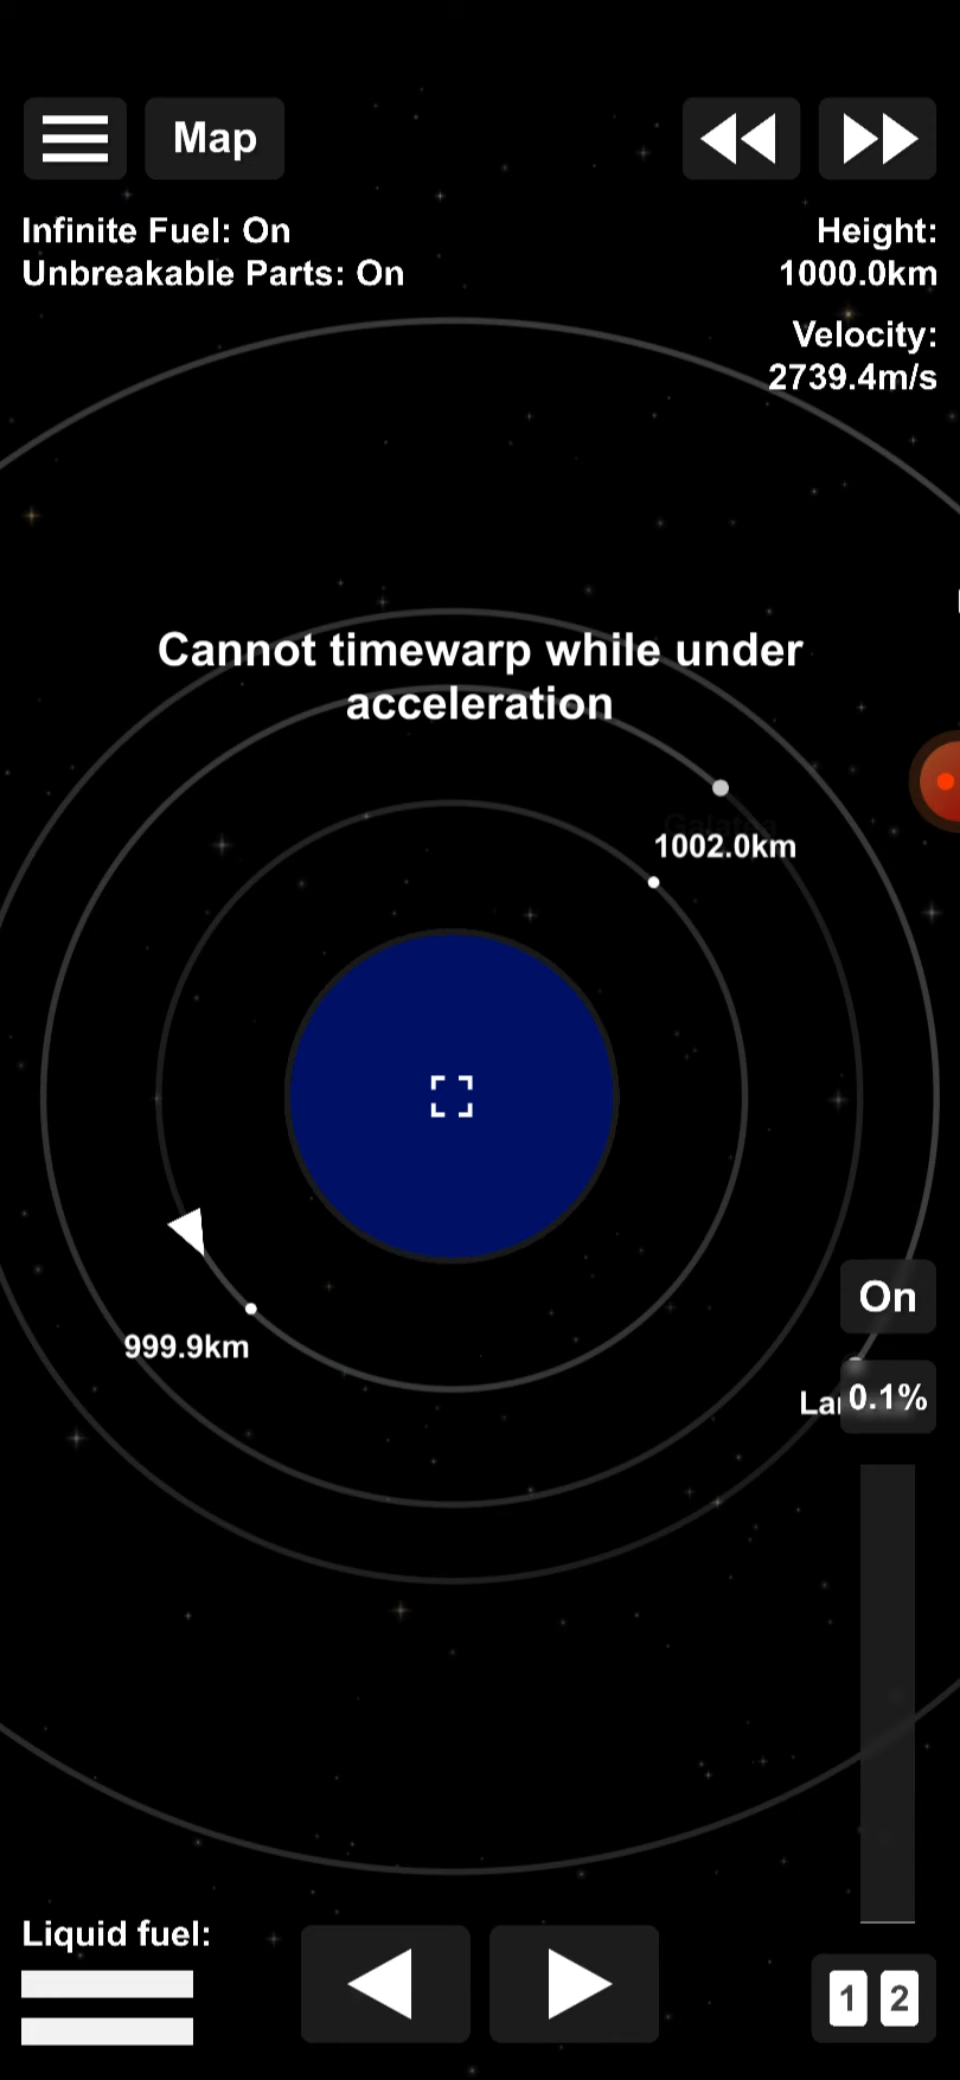 Map
Infinite Fuel: On
Unbreakable Parts: On
Height:
1000.0km
Velocity:
2739.4m/s
Cannot timewarp while under
acceleration
Galatea
1002.0km
999.9km
On
0.1%
Liquid fuel:
1 2